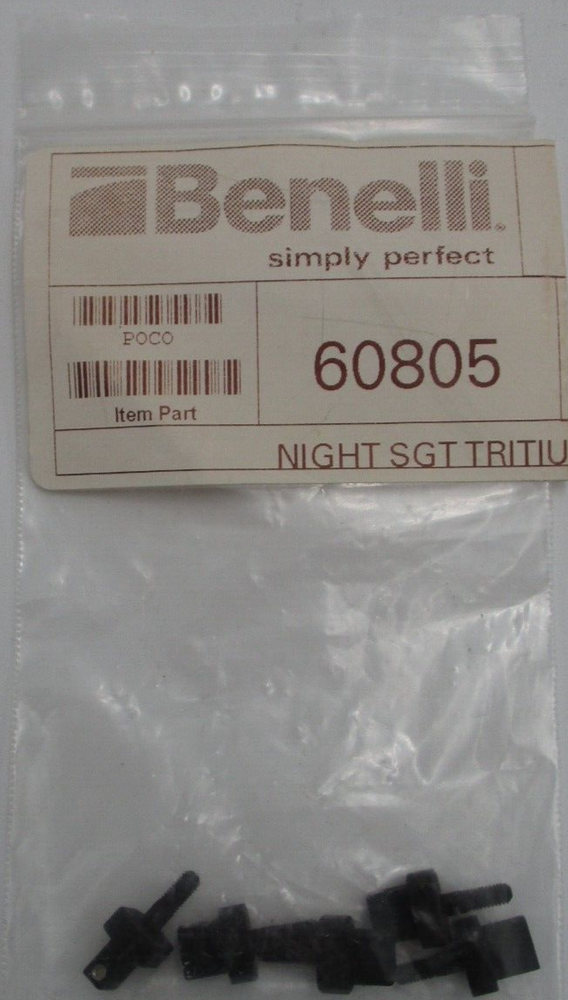 Benelli®
simply perfect
POCO
60805
Item Part
NIGHT SGT TRITIU